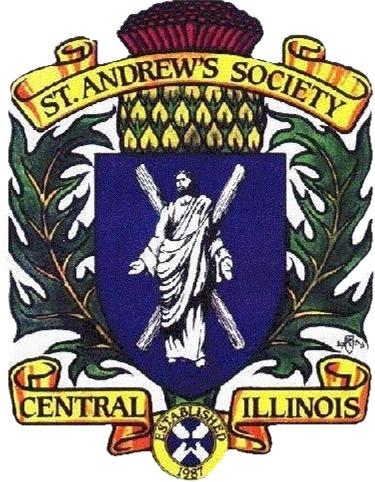 ST. ANDREW'S SOCIETY
CENTRAL ILLINOIS
ESTABLISHED
1987